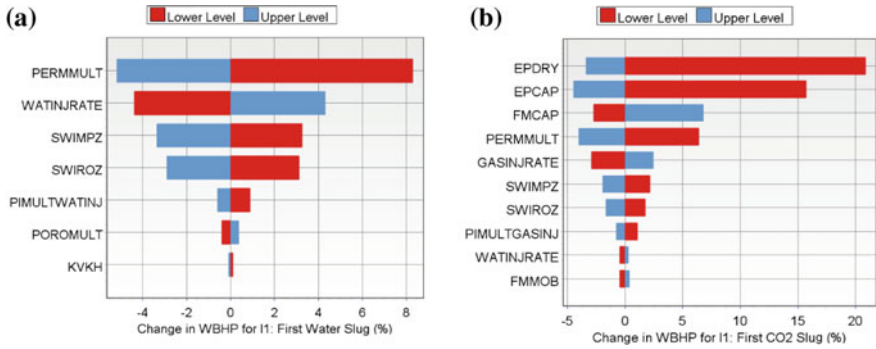 (a)
Lower Level Upper Level
PERMMULT
WATINJRATE
SWIMPZ
SWIROZ
PIMULTWATINJ
POROMULT
KVKH
-4 -2 0 2 4 6 8
Change in WBHP for I1: First Water Slug (%)
(b)
Lower Level Upper Level
EPDRY
EPCAP
FMCAP
PERMMULT
GASINJRATE
SWIMPZ
SWIROZ
PIMULTGASINJ
WATINJRATE
FMMOB
-5 0 5 10 15 20
Change in WBHP for I1: First CO2 Slug (%)